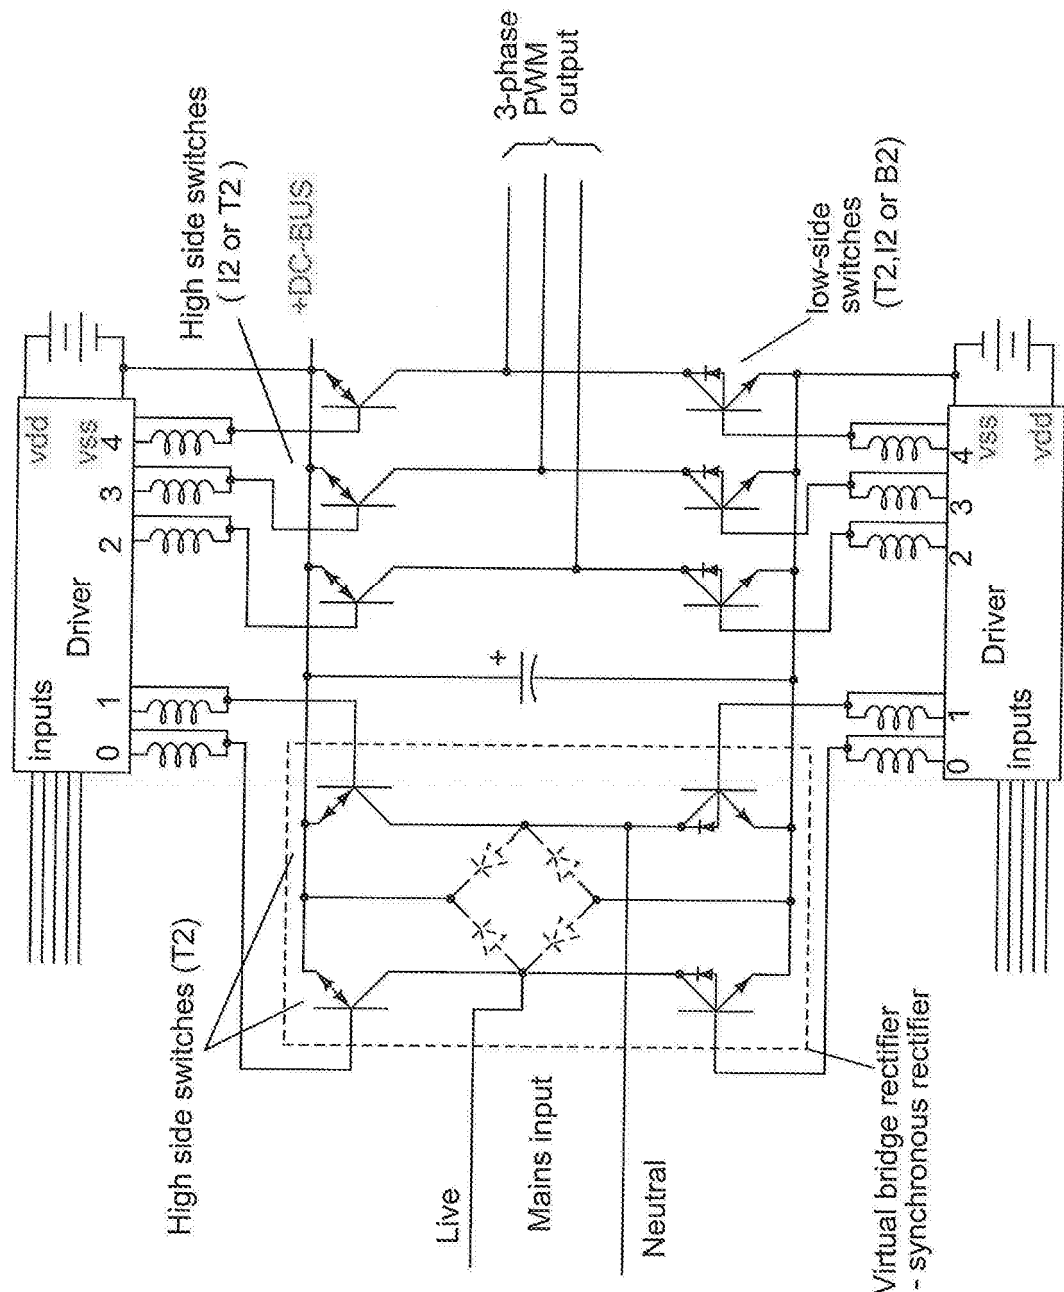 vdd
vss
4
3
2
Driver
1
0
inputs
High side switches
( I2 or T2 )
+DC-BUS
3-phase
PWM
output
low-side
switches
(T2,I2 or B2)
vdd
vss
4
3
2
Driver
1
0
inputs
+
High side switches (T2)
Live
Mains input
Neutral
Virtual bridge rectifier
- synchronous rectifier